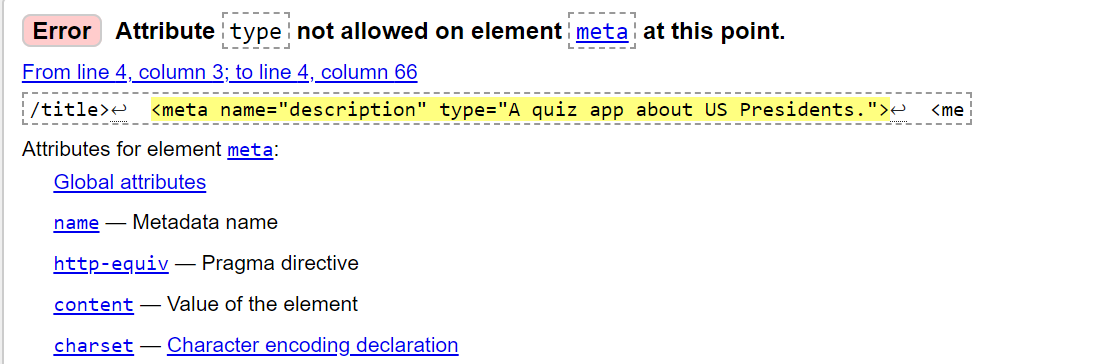 Error Attribute type not allowed on element meta at this point.
From line 4, column 3; to line 4, column 66
/title>↩ <meta name="description" type="A quiz app about US Presidents.">↩ <me
Attributes for element meta:
Global attributes
name — Metadata name
http-equiv — Pragma directive
content — Value of the element
charset — Character encoding declaration